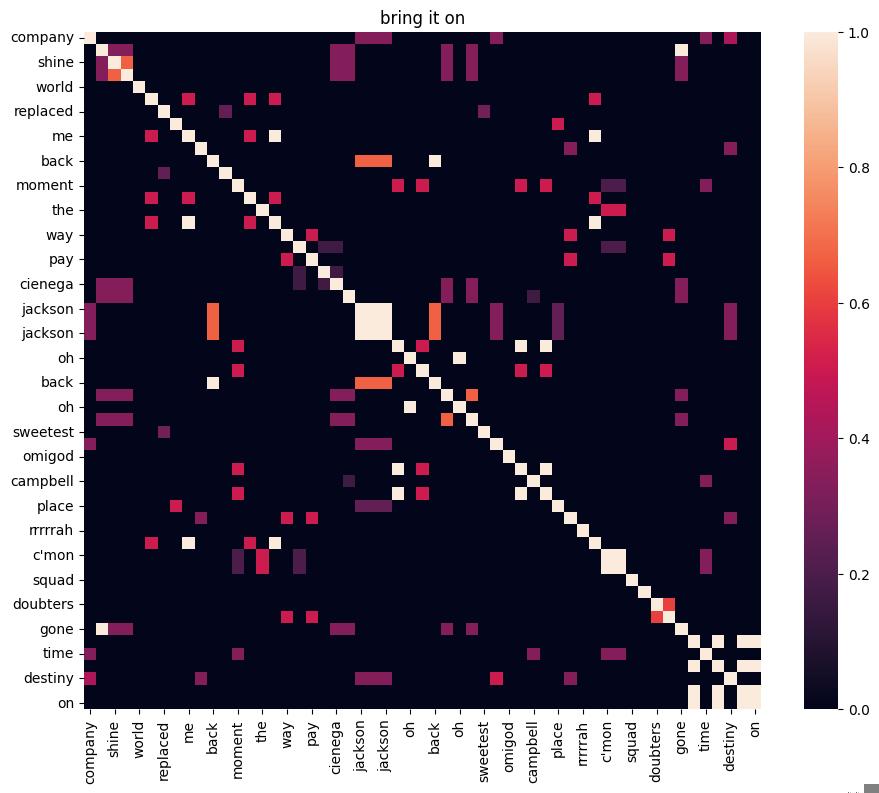 bring it on
company
shine
world
replaced
me
back
moment
the
way
pay
cienega
jackson
jackson
oh
back
oh
sweetest
omigod
campbell
place
rrrrrah
c'mon
squad
doubters
gone
time
destiny
on
1.0
0.8
0.6
0.4
0.2
0.0
company
shine
world
replaced
me
back
moment
the
way
pay
cienega
jackson
jackson
oh
back
oh
sweetest
omigod
campbell
place
rrrrrah
c'mon
squad
doubters
gone
time
destiny
on